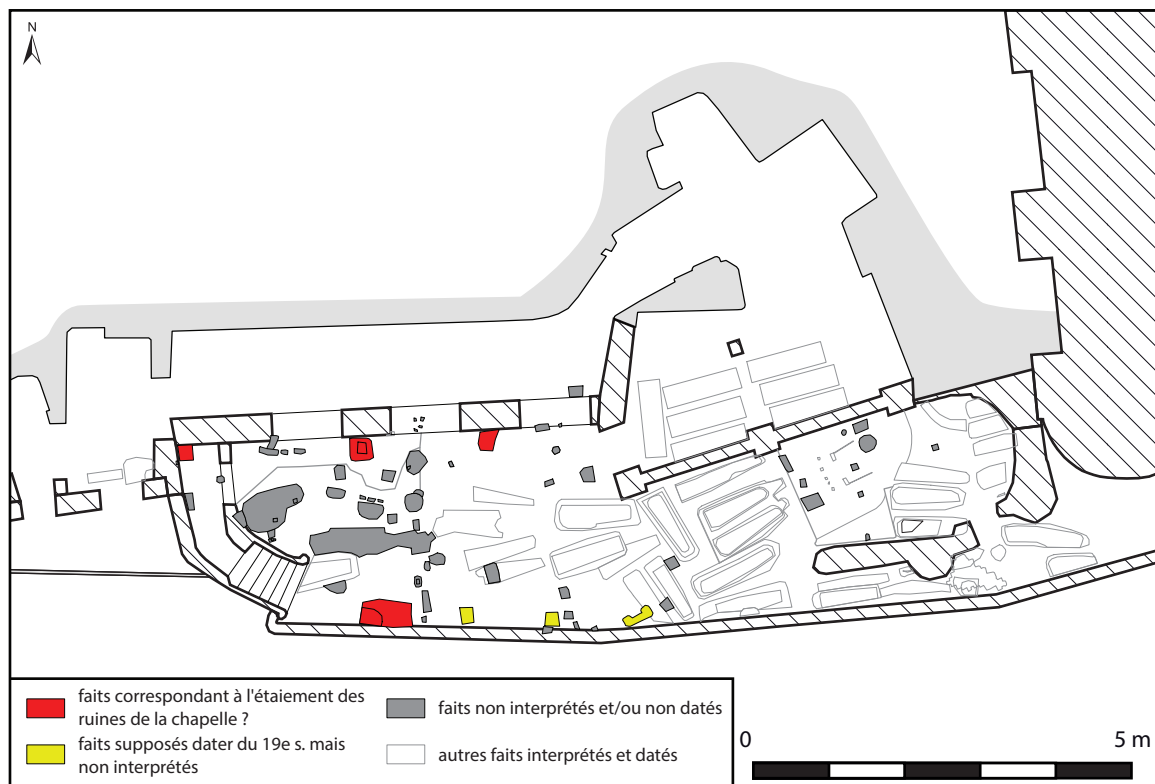 N
faits correspondant à l'étaiement des
ruines de la chapelle ?
faits supposés dater du 19e s. mais
non interprétés
faits non interprétés et/ou non datés
autres faits interprétés et datés
0
5 m